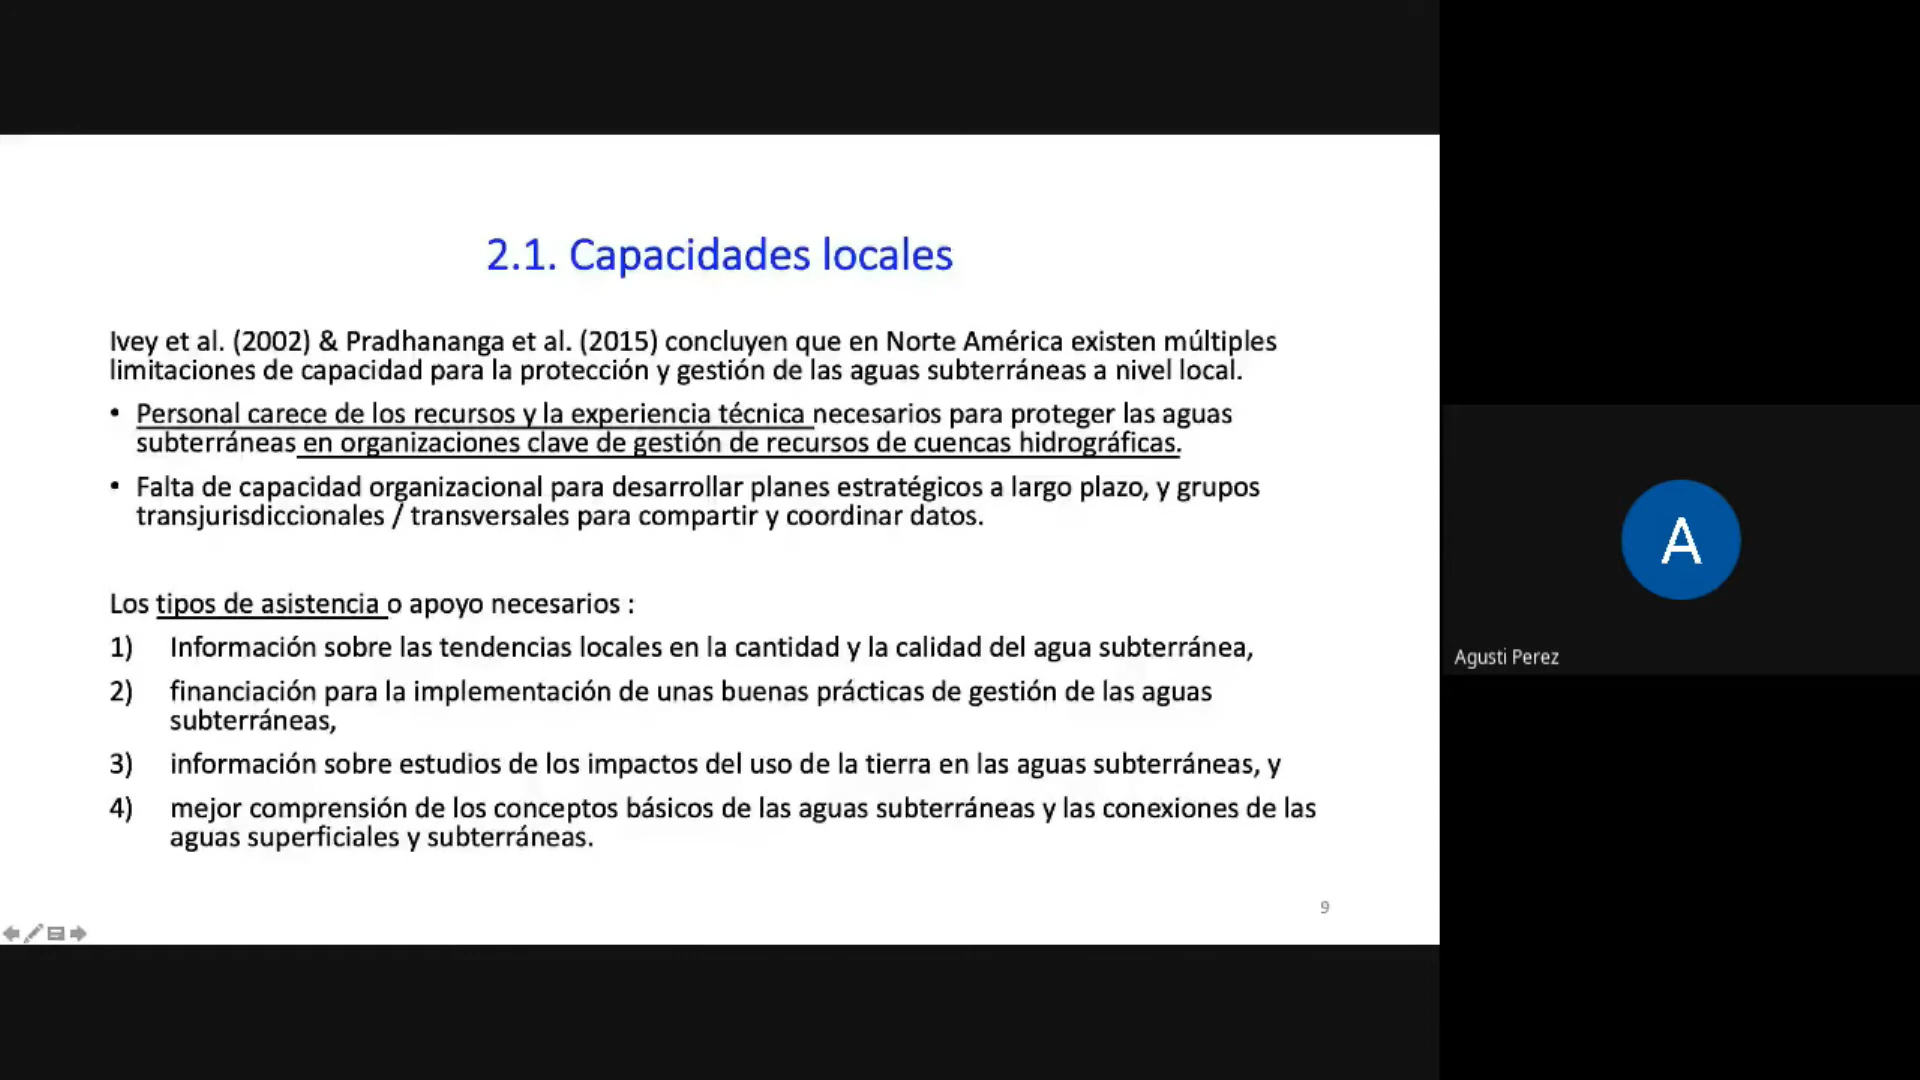 2.1. Capacidades locales
Ivey et al. (2002) & Pradhananga et al. (2015) concluyen que en Norte América existen múltiples
limitaciones de capacidad para la protección y gestión de las aguas subterráneas a nivel local.
• Personal carece de los recursos y la experiencia técnica necesarios para proteger las aguas
subterráneas en organizaciones clave de gestión de recursos de cuencas hidrográficas.
• Falta de capacidad organizacional para desarrollar planes estratégicos a largo plazo, y grupos
transjurisdiccionales / transversales para compartir y coordinar datos.
Los tipos de asistencia o apoyo necesarios :
1) Información sobre las tendencias locales en la cantidad y la calidad del agua subterránea,
2) financiación para la implementación de unas buenas prácticas de gestión de las aguas
subterráneas,
3) información sobre estudios de los impactos del uso de la tierra en las aguas subterráneas, y
4) mejor comprensión de los conceptos básicos de las aguas subterráneas y las conexiones de las
aguas superficiales y subterráneas.
9
A
Agusti Perez